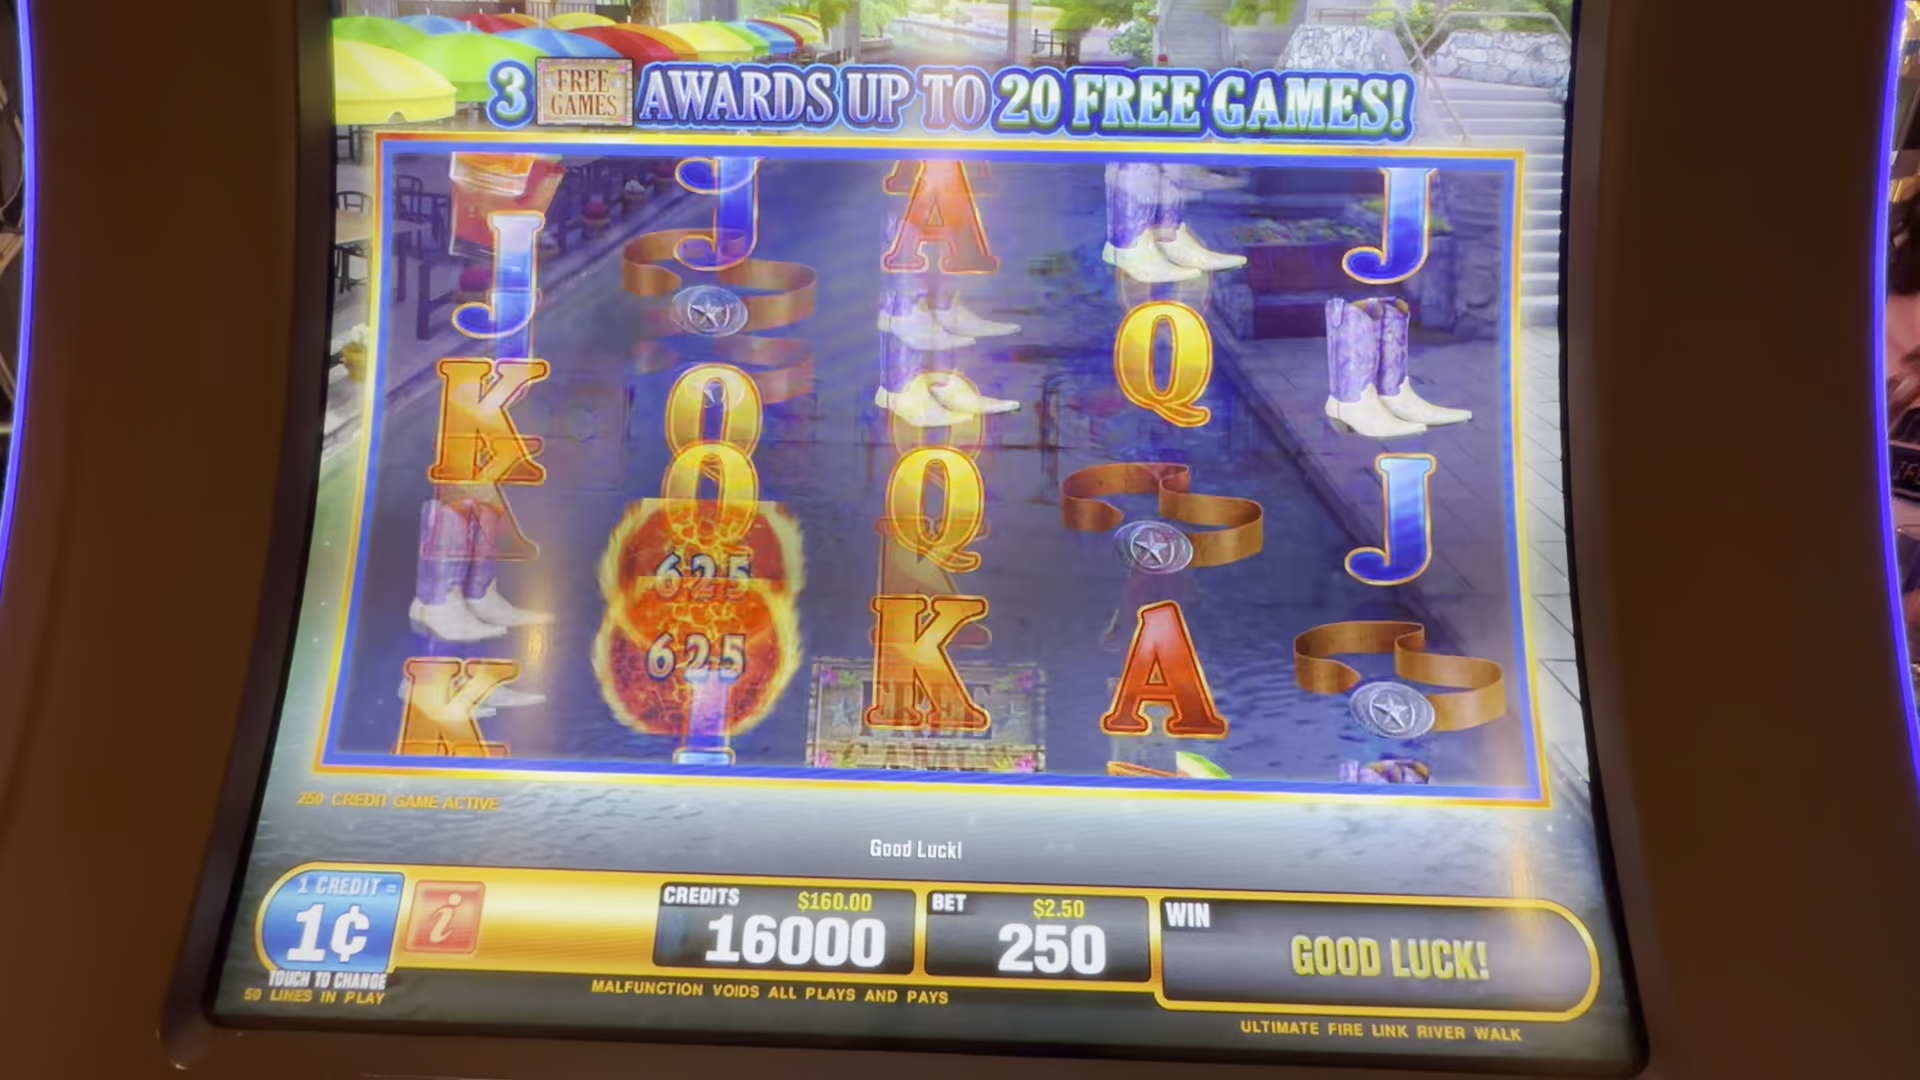 3 FREE GAMES AWARDS UP TO 20 FREE GAMES!
J J A J
K Q Q Q J
625
625
K K A
FREE GAMES
250 CREDIT GAME ACTIVE
Good Luck!
1 CREDIT =
1¢
TOUCH TO CHANGE
50 LINES IN PLAY
i
CREDITS $160.00
16000
BET $2.50
250
WIN
GOOD LUCK!
MALFUNCTION VOIDS ALL PLAYS AND PAYS
ULTIMATE FIRE LINK RIVER WALK